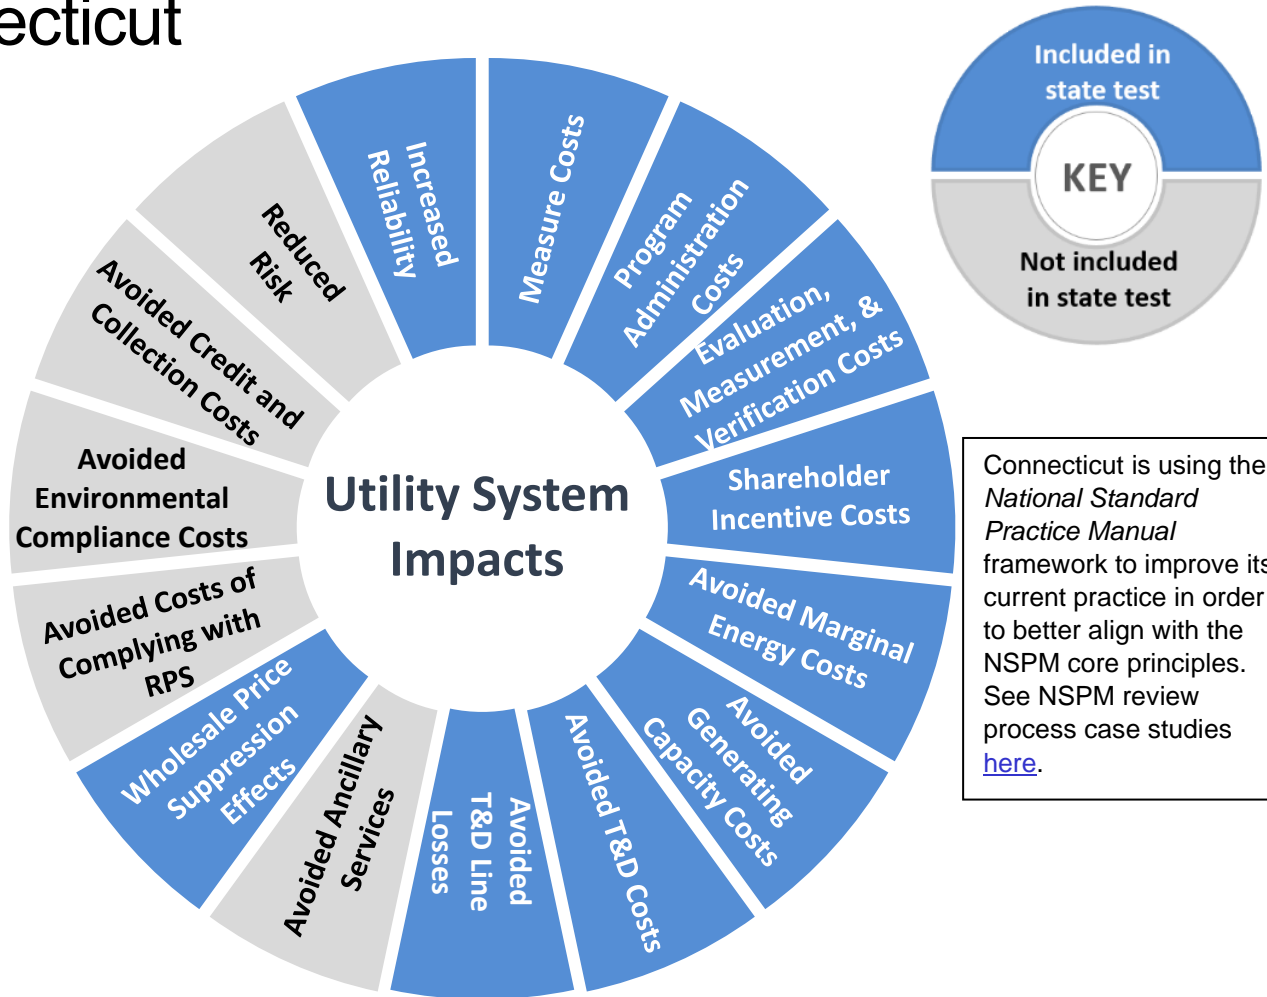 ecticut
Included in
state test
KEY
Not included
in state test
Increased
Reliability
Measure Costs
Program
Administration
Costs
Evaluation,
Measurement, &
Verification Costs
Shareholder
Incentive Costs
Avoided Marginal
Energy Costs
Avoided
Generating
Capacity Costs
Avoided T&D Costs
Avoided
T&D Line
Losses
Avoided Ancillary
Services
Wholesale Price
Suppression
Effects
Avoided Costs of
Complying with
RPS
Avoided
Environmental
Compliance Costs
Avoided Credit and
Collection Costs
Reduced
Risk
Utility System
Impacts
Connecticut is using the
National Standard
Practice Manual
framework to improve its
current practice in order
to better align with the
NSPM core principles.
See NSPM review
process case studies
here.